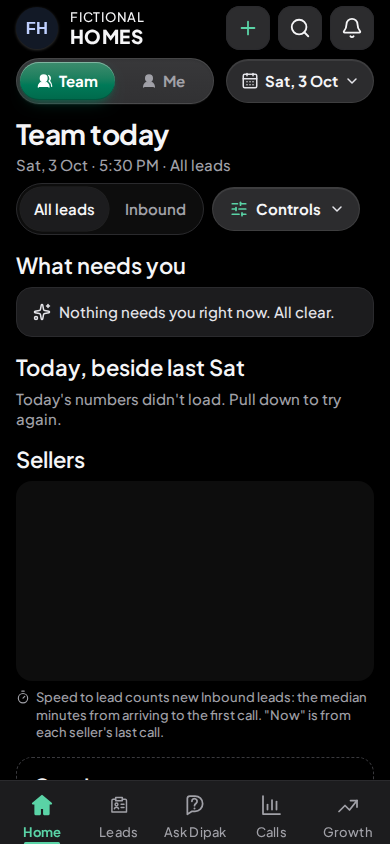 FH
FICTIONAL
HOMES
Team
Me
Sat, 3 Oct
Team today
Sat, 3 Oct · 5:30 PM · All leads
All leads
Inbound
Controls
What needs you
Nothing needs you right now. All clear.
Today, beside last Sat
Today's numbers didn't load. Pull down to try
again.
Sellers
Speed to lead counts new Inbound leads: the median
minutes from arriving to the first call. "Now" is from
each seller's last call.
Home
Leads
Ask Dipak
Calls
Growth